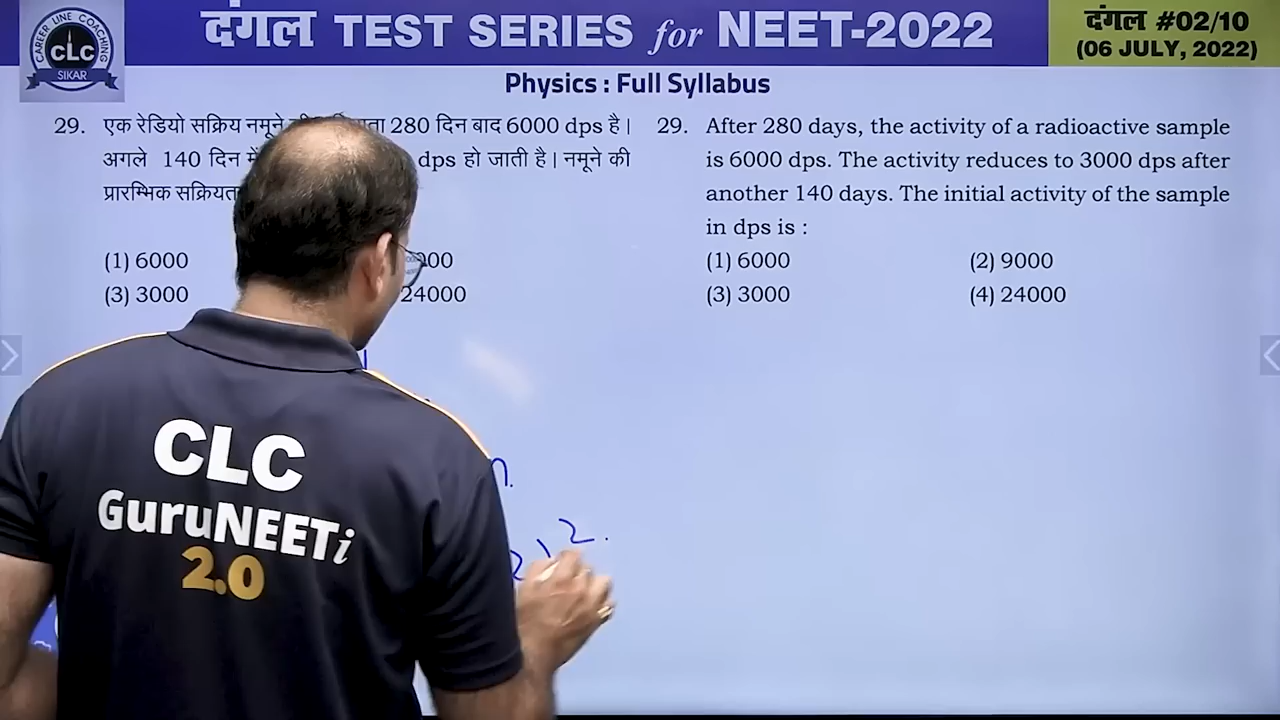 दंगल TEST SERIES for NEET-2022
दंगल #02/10
(06 JULY, 2022)
CAREER LINE COACHING
CLC
SIKAR
Physics : Full Syllabus
29. एक रेडियो सक्रिय नमूने 280 दिन बाद 6000 dps है।
अगले 140 दिन dps हो जाती है। नमूने की
प्रारम्भिक
(1) 6000
(3) 3000 24000
29. After 280 days, the activity of a radioactive sample
is 6000 dps. The activity reduces to 3000 dps after
another 140 days. The initial activity of the sample
in dps is :
(1) 6000 (2) 9000
(3) 3000 (4) 24000
n
2
2
CLC
GuruNEETi
2.0